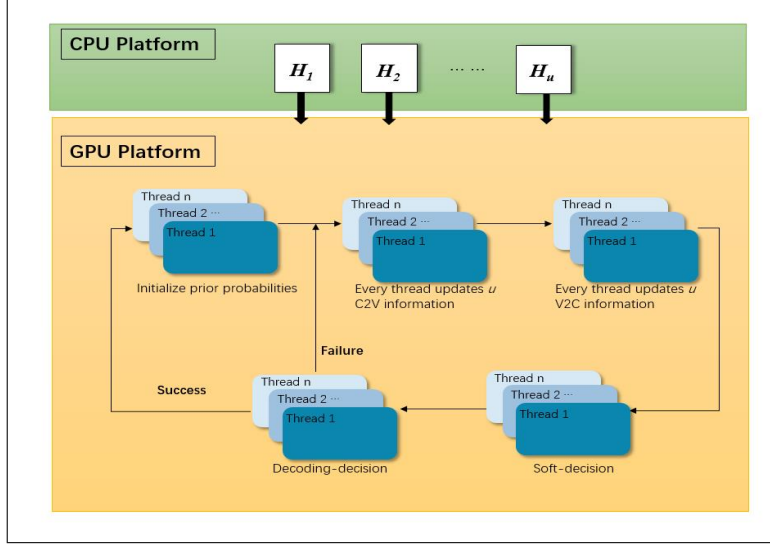 CPU Platform
H1
H2
... ...
Hu
GPU Platform
Thread n
Thread 2 ...
Thread 1
Initialize prior probabilities
Thread n
Thread 2 ...
Thread 1
Every thread updates u
C2V information
Thread n
Thread 2 ...
Thread 1
Every thread updates u
V2C information
Failure
Success
Thread n
Thread 2 ...
Thread 1
Decoding-decision
Thread n
Thread 2 ...
Thread 1
Soft-decision